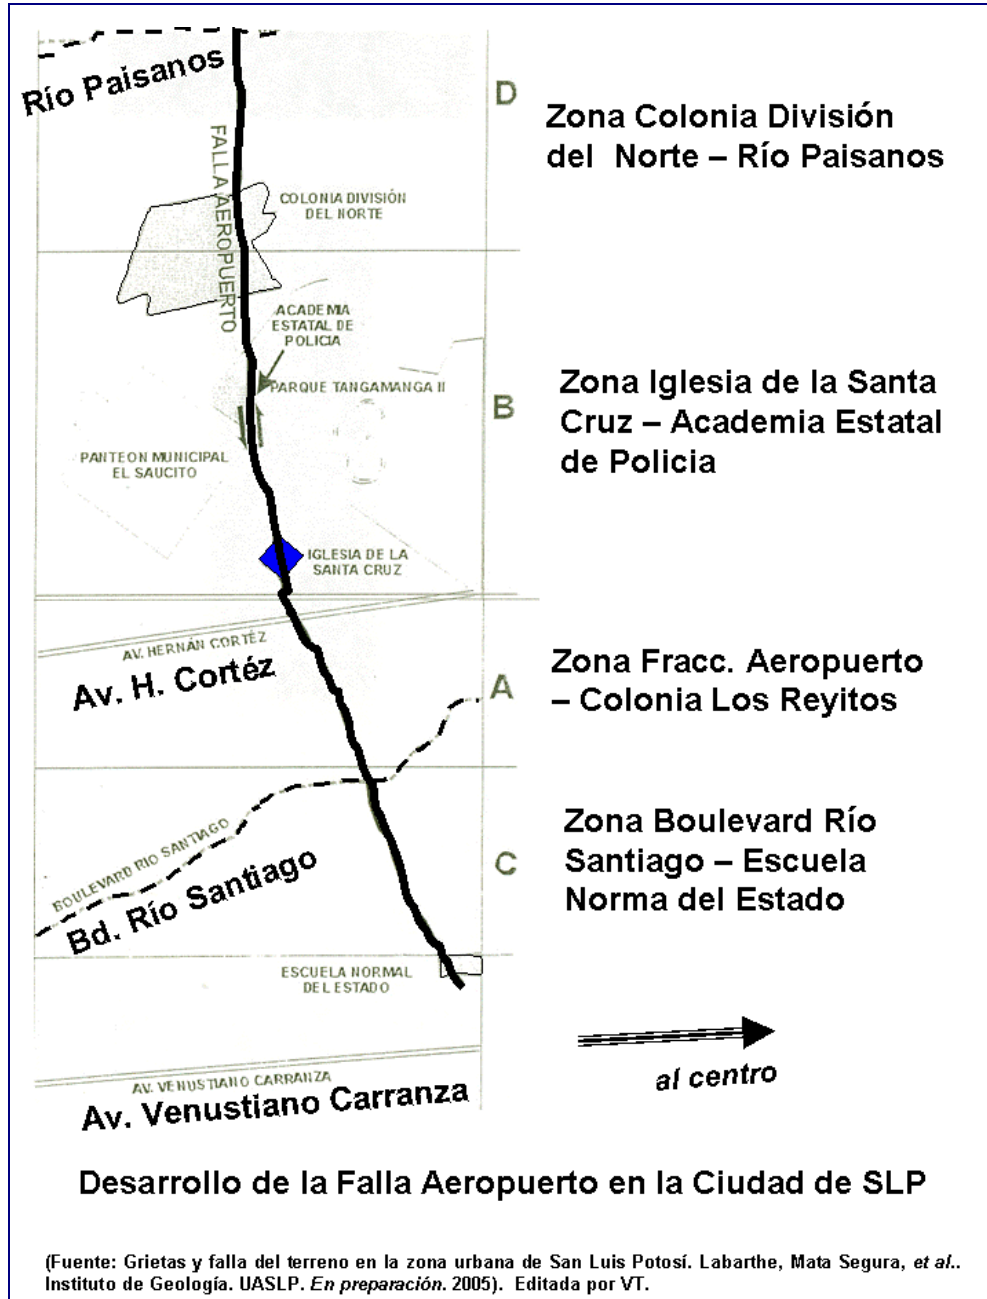 Río Paisanos
D
Zona Colonia División
del Norte – Río Paisanos
FALLA AEROPUERTO
COLONIA DIVISIÓN
DEL NORTE
ACADEMIA
ESTATAL DE
POLICIA
PARQUE TANGAMANGA II
B
Zona Iglesia de la Santa
Cruz – Academia Estatal
de Policia
PANTEON MUNICIPAL
EL SAUCITO
IGLESIA DE LA
SANTA CRUZ
AV. HERNÁN CORTÉZ
Av. H. Cortéz
A
Zona Fracc. Aeropuerto
– Colonia Los Reyitos
BOULEVARD RIO SANTIAGO
Bd. Río Santiago
C
Zona Boulevard Río
Santiago – Escuela
Norma del Estado
ESCUELA NORMAL
DEL ESTADO
al centro
AV. VENUSTIANO CARRANZA
Av. Venustiano Carranza
Desarrollo de la Falla Aeropuerto en la Ciudad de SLP
(Fuente: Grietas y falla del terreno en la zona urbana de San Luis Potosí. Labarthe, Mata Segura, et al..
Instituto de Geología. UASLP. En preparación. 2005). Editada por VT.